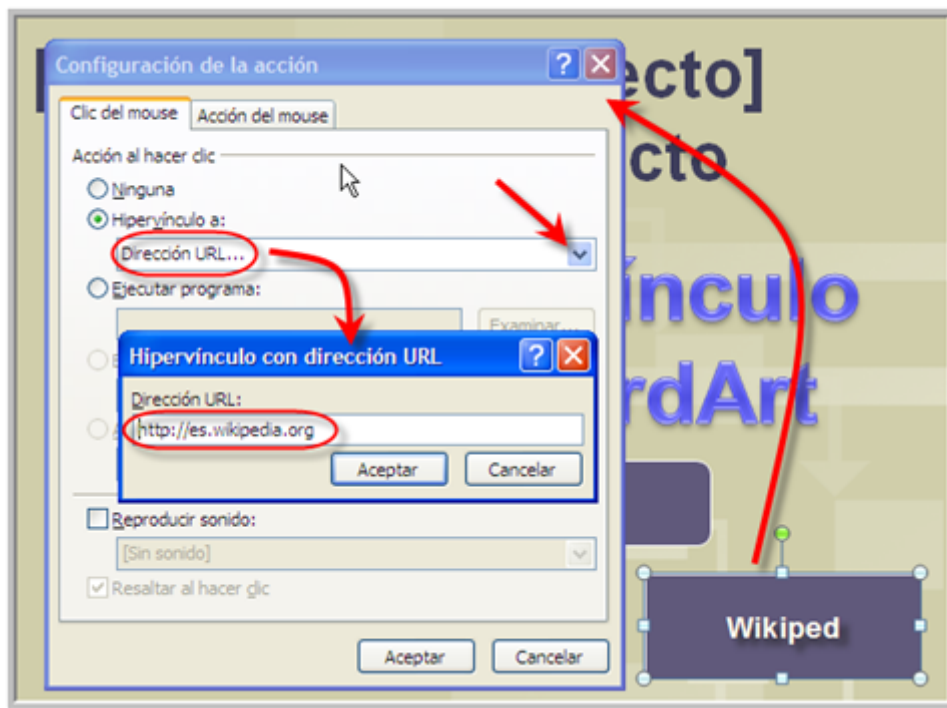 [ ecto]
Configuración de la acción
Clic del mouse Acción del mouse
cto
Acción al hacer clic
Ninguna
Hipervínculo a:
Dirección URL...
Ejecutar programa:
ínculo
Examinar...
E
Hipervínculo con dirección URL
rdArt
Dirección URL:
http://es.wikipedia.org
A
Aceptar Cancelar
Reproducir sonido:
[Sin sonido]
Resaltar al hacer clic
Wikiped
Aceptar Cancelar